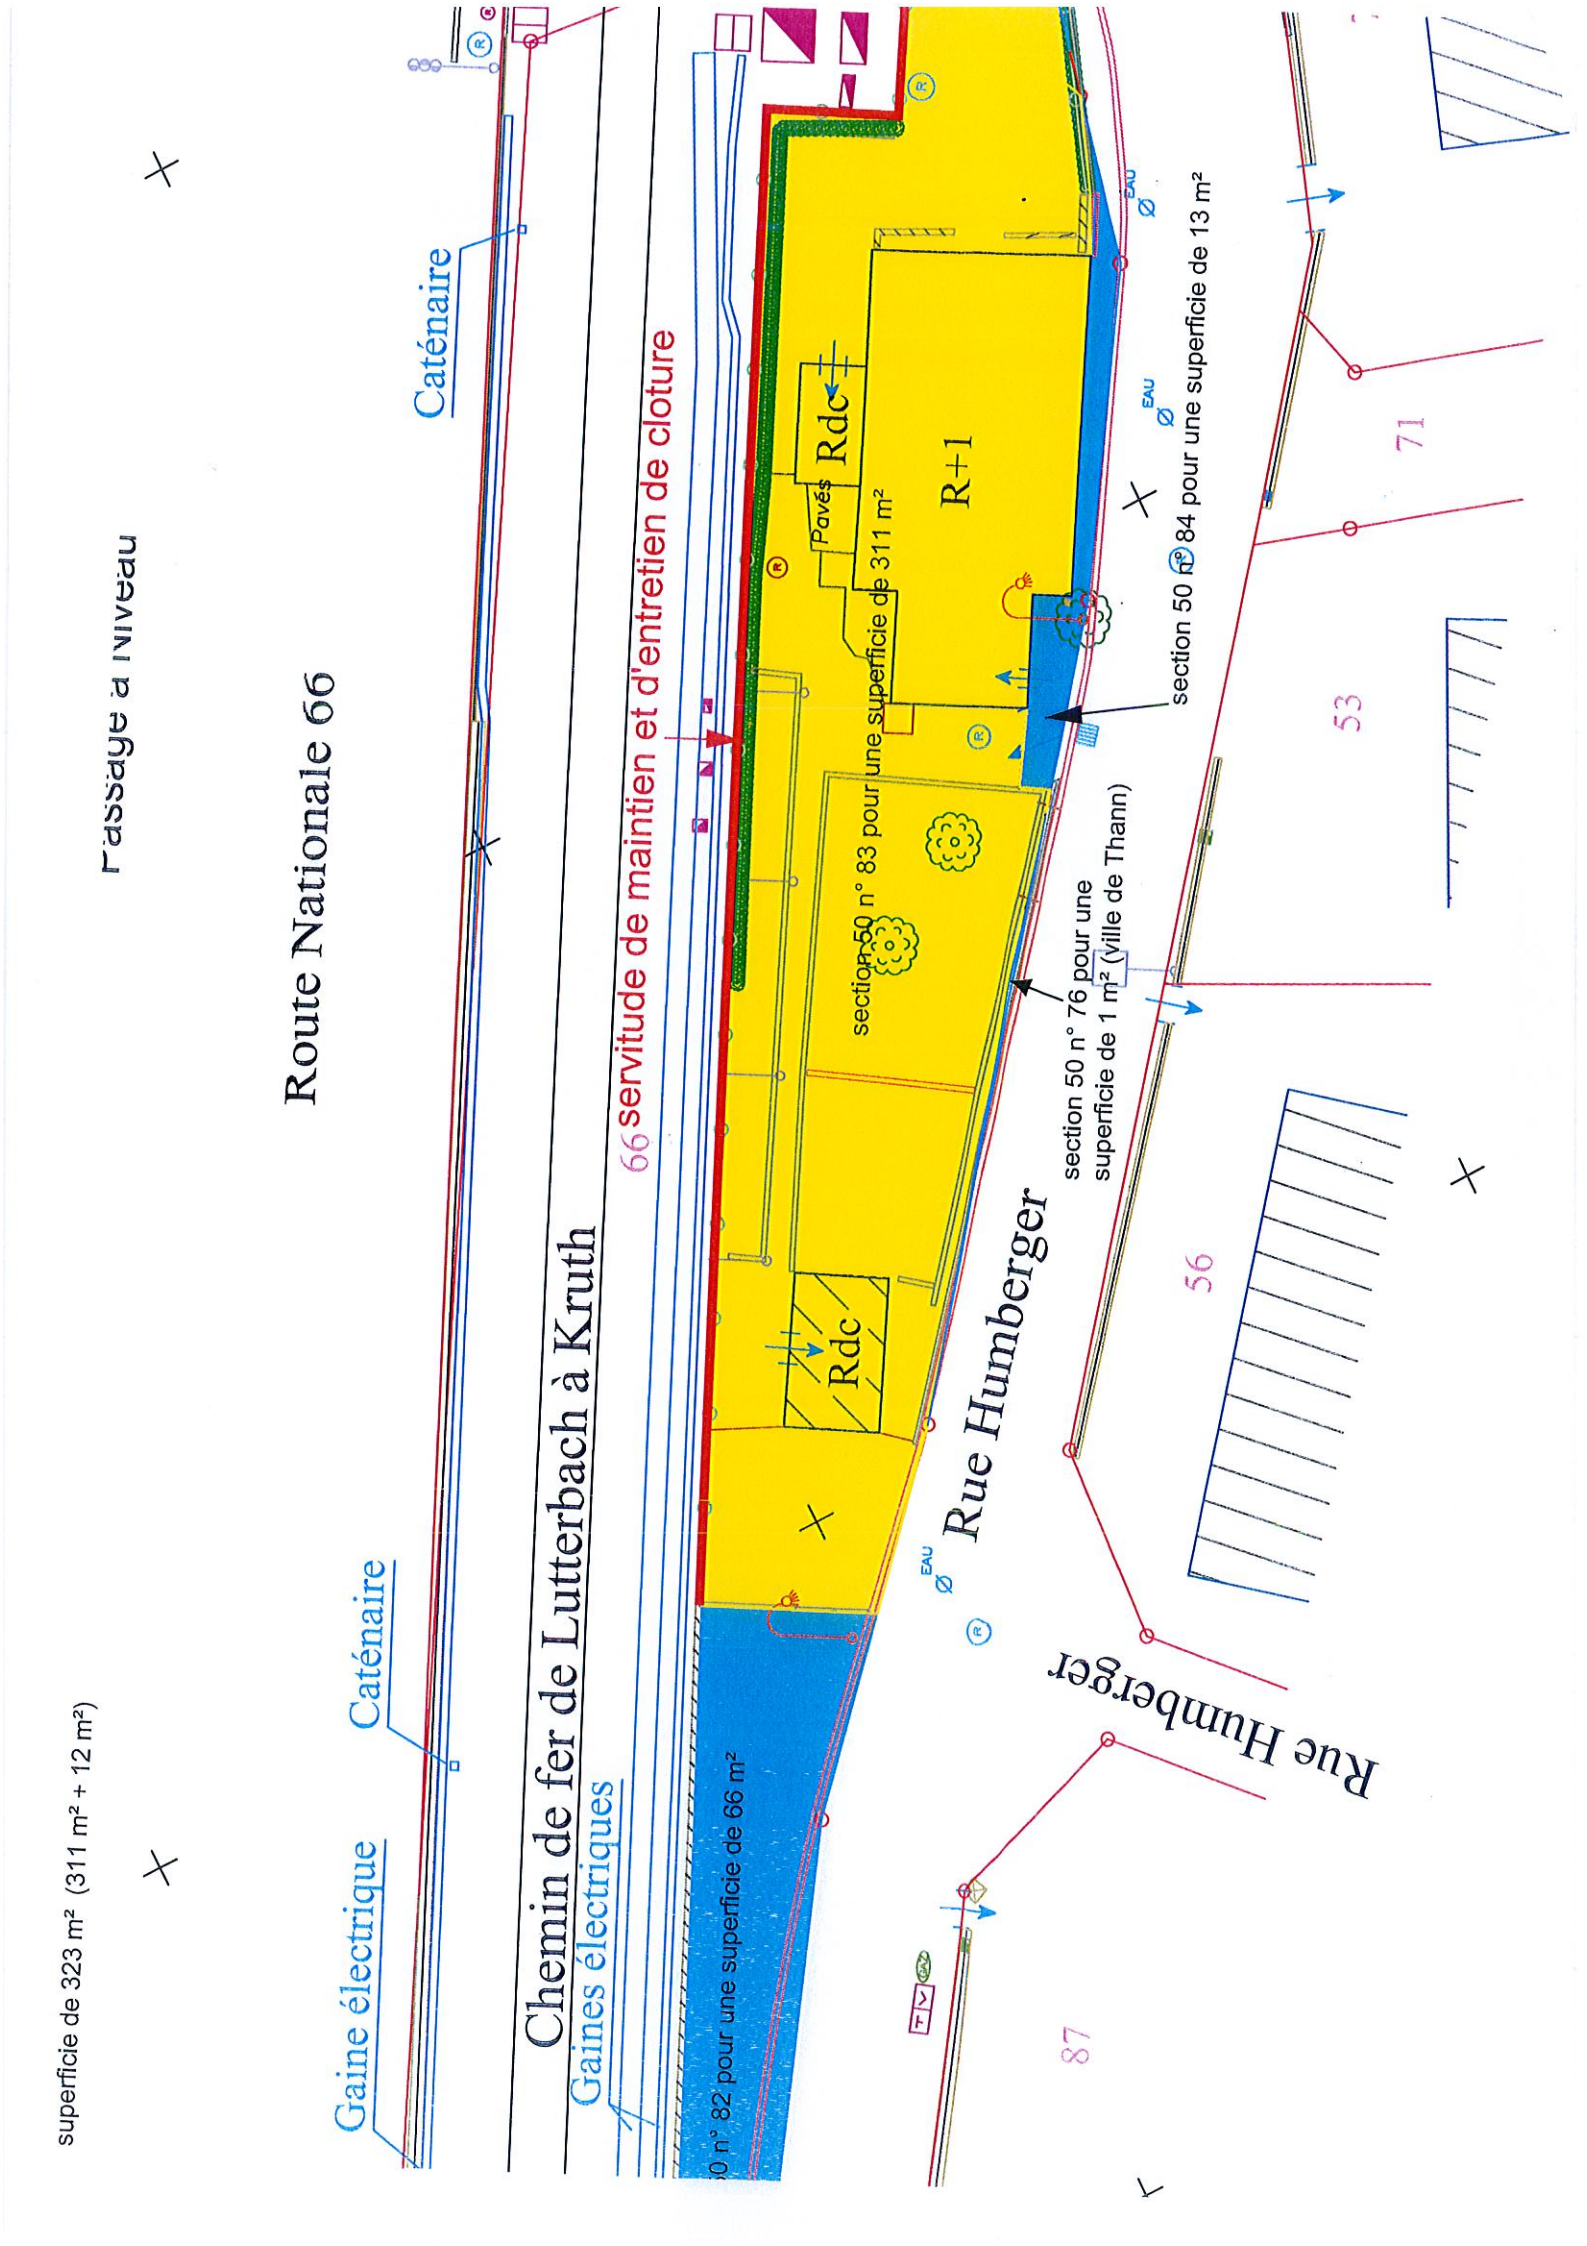 superficie de 323 m² (311 m² + 12 m²)
Passage à Niveau
Route Nationale 66
Gaine électrique
Caténaire
Caténaire
Chemin de fer de Lutterbach à Kruth
Gaines électriques
66
servitude de maintien et d'entretien de cloture
0 n° 82 pour une superficie de 66 m²
Rdc
section 50 n° 83 pour une superficie de 311 m²
Pavés
Rdc
R+1
R
R
R
R
R
R
R
EAU
EAU
EAU
Rue Humberger
section 50 n° 76 pour une
superficie de 1 m² (ville de Thann)
section 50 n° 84 pour une superficie de 13 m²
Rue Humberger
T V
GAZ
87
56
53
71